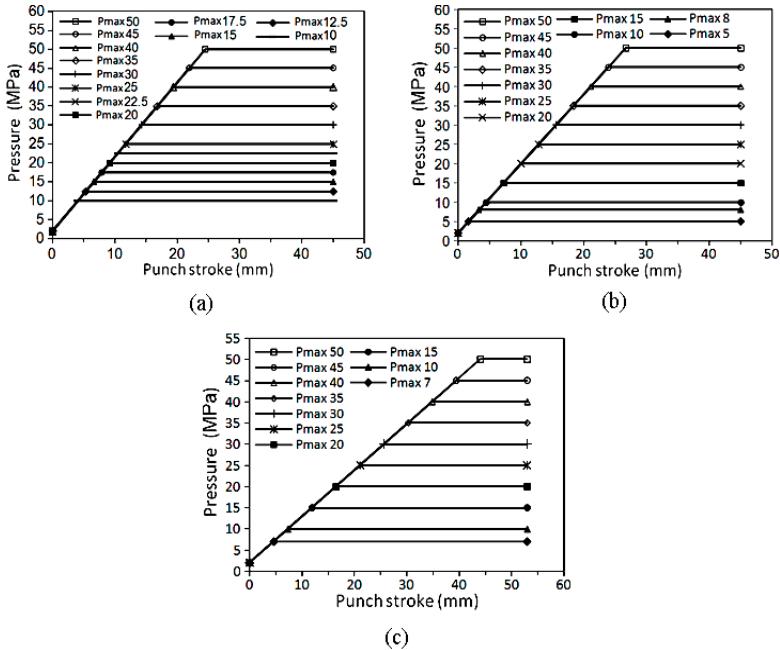 (a)
Pmax50
Pmax45
Pmax40
Pmax35
Pmax30
Pmax25
Pmax22.5
Pmax20
Pmax17.5
Pmax15
Pmax12.5
Pmax10
Pressure (MPa)
60
55
50
45
40
35
30
25
20
15
10
5
0
0 10 20 30 40 50
Punch stroke (mm)
(a)
Pmax 50
Pmax 45
Pmax 40
Pmax 35
Pmax 30
Pmax 25
Pmax 20
Pmax 15
Pmax 10
Pmax 8
Pmax 5
Pressure (MPa)
60
55
50
45
40
35
30
25
20
15
10
5
0
0 10 20 30 40 50
Punch stroke (mm)
(b)
Pmax 50
Pmax 45
Pmax 40
Pmax 35
Pmax 30
Pmax 25
Pmax 20
Pmax 15
Pmax 10
Pmax 7
Pressure (MPa)
55
50
45
40
35
30
25
20
15
10
5
0
0 10 20 30 40 50 60
Punch stroke (mm)
(c)